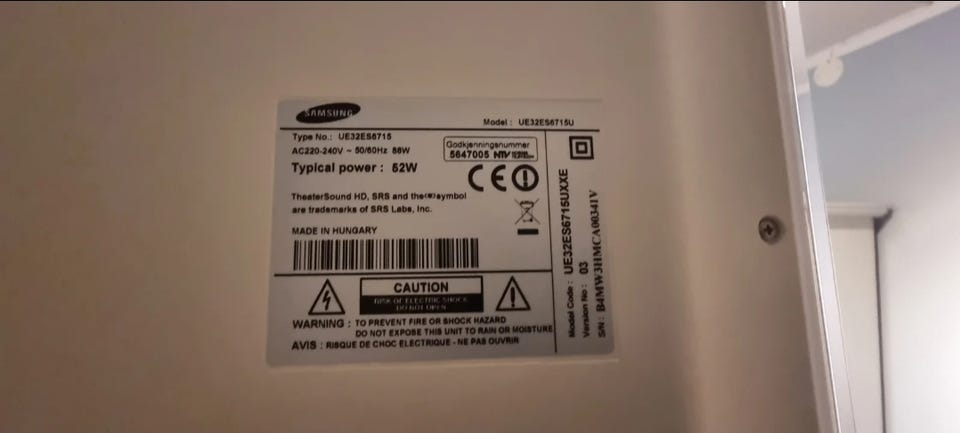 SAMSUNG
Model : UE32ES6715U
Type No.: UE32ES6715
AC220-240V ~ 50/60Hz 88W
Typical power : 52W
Godkjenningsnummer
5647005
TheaterSound HD, SRS and the symbol
are trademarks of SRS Labs, Inc.
MADE IN HUNGARY
CAUTION
RISK OF ELECTRIC SHOCK
DO NOT OPEN
WARNING : TO PREVENT FIRE OR SHOCK HAZARD
DO NOT EXPOSE THIS UNIT TO RAIN OR MOISTURE
AVIS : RISQUE DE CHOC ELECTRIQUE - NE PAS OUVRIR
Model Code : UE32ES6715UXXE
Version No : 03
S/N : B4MW3HMCA00341V